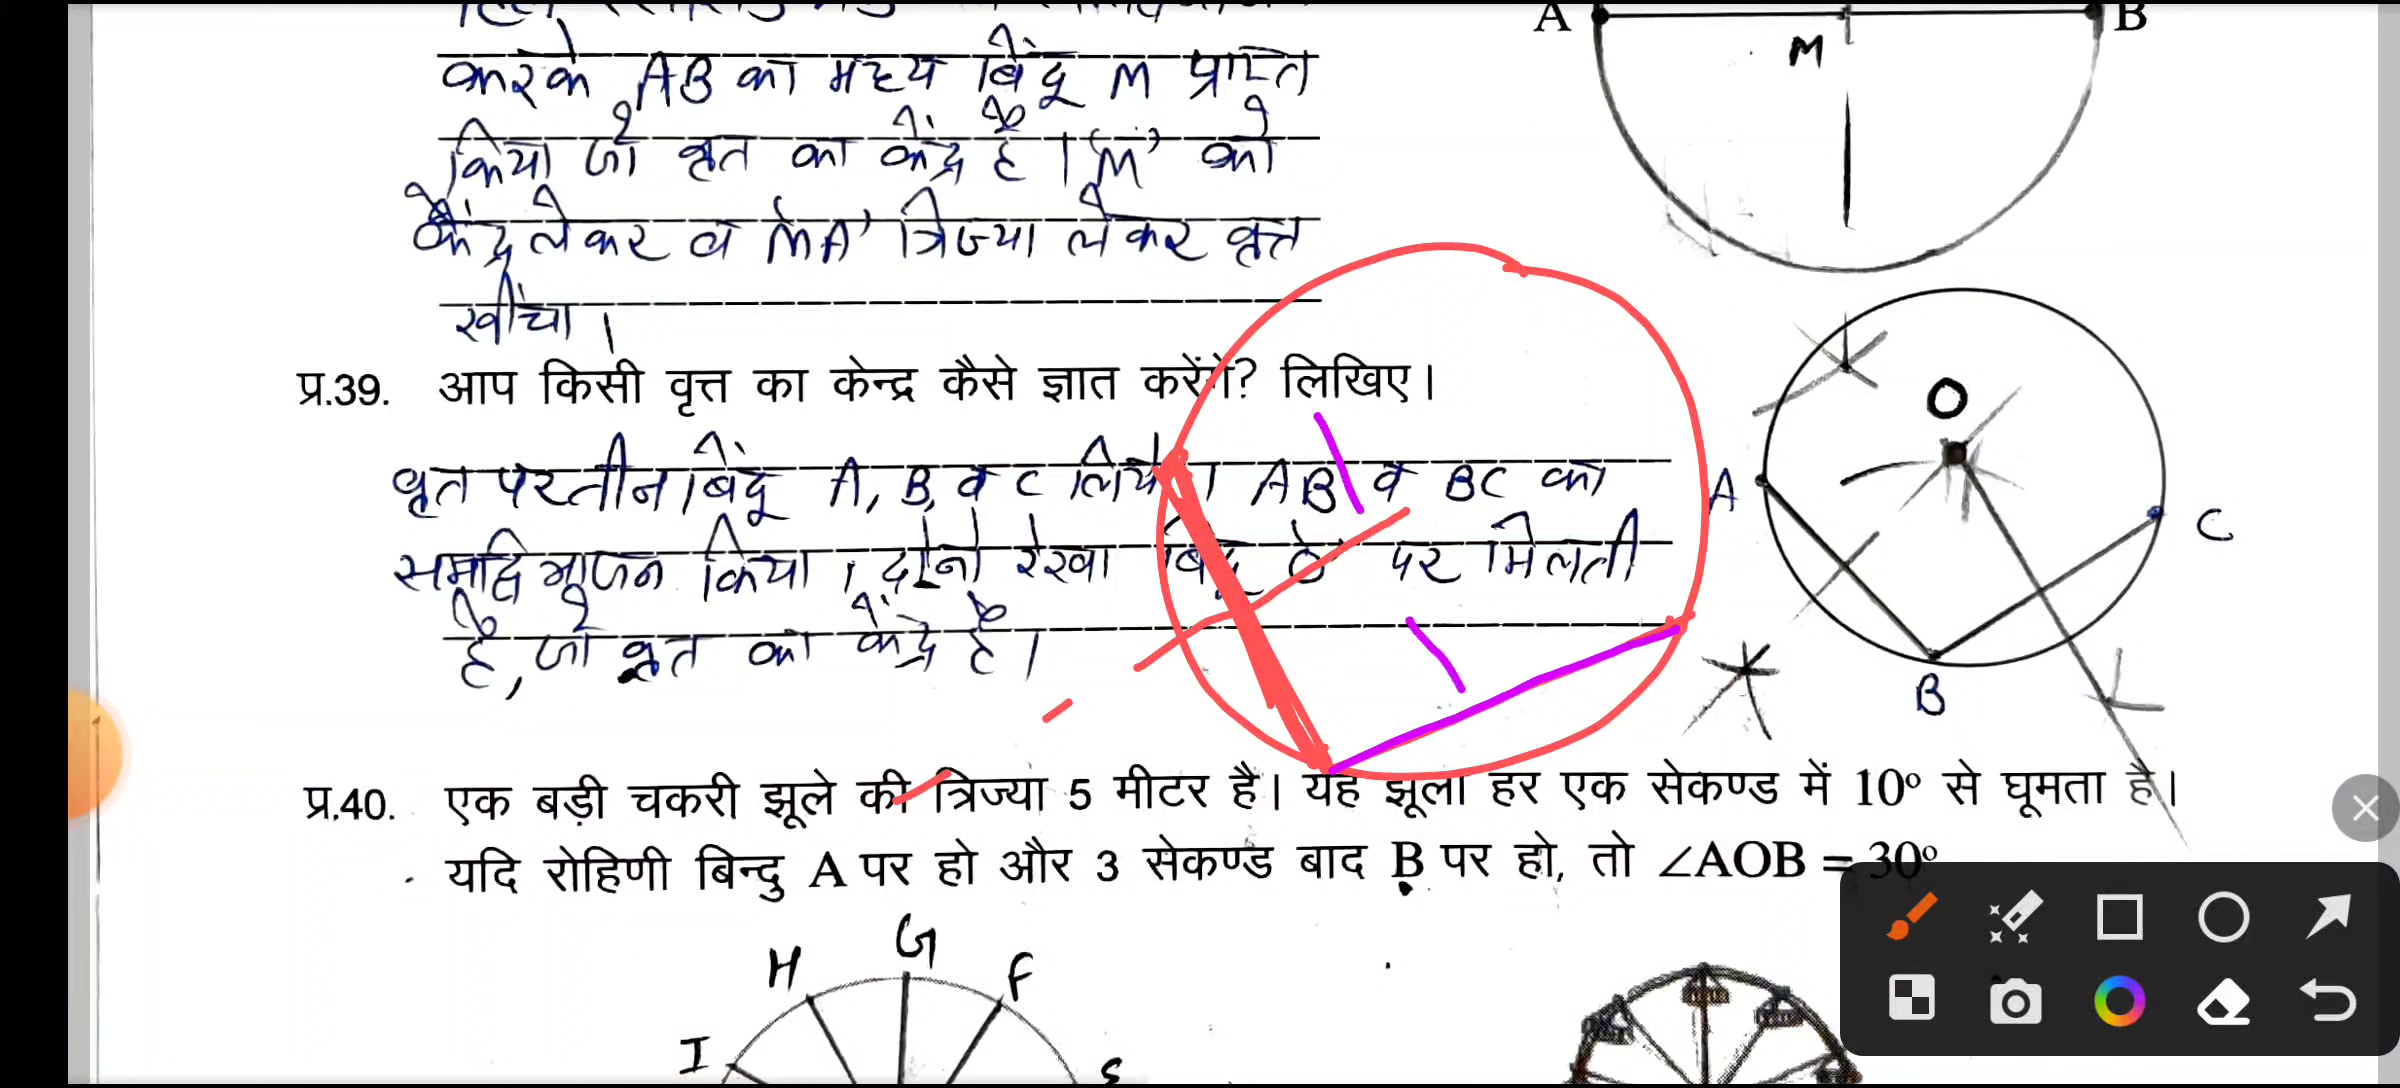 A B
M
करके AB का मध्य बिंदू M प्राप्त
किया जो वृत का केंद्र है । 'M' को
केंद्र लेकर व 'MA' त्रिज्या लेकर वृत्त
खींचा ।
प्र.39. आप किसी वृत्त का केन्द्र कैसे ज्ञात करेंगे? लिखिए।
वृत पर तीन बिंदू A, B, व C लिये । AB व BC का
समद्विभाजन किया । दोनो रेखा बिंदू O पर मिलती
है, जो वृत का केंद्र है ।
O
A
C
B
प्र.40. एक बड़ी चकरी झूले की त्रिज्या 5 मीटर है। यह झूला हर एक सेकण्ड में 10° से घूमता है।
यदि रोहिणी बिन्दु A पर हो और 3 सेकण्ड बाद B पर हो, तो ∠AOB = 30°
G
H F
I